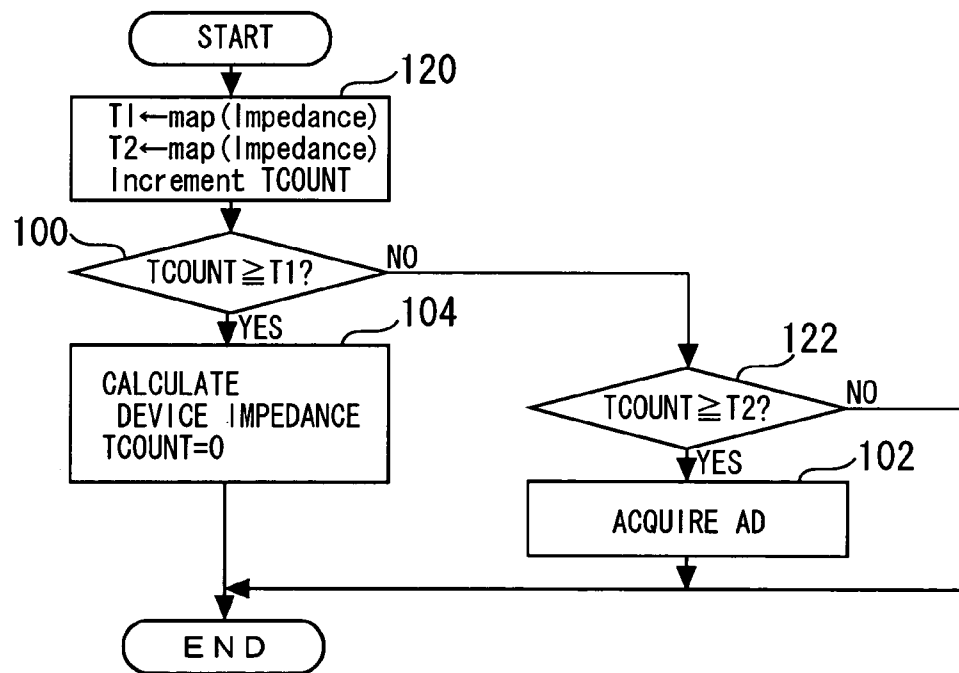 START
120
T1←map(Impedance)
T2←map(Impedance)
Increment TCOUNT
100
TCOUNT≧T1?
NO
YES
104
CALCULATE
DEVICE IMPEDANCE
TCOUNT=0
122
TCOUNT≧T2?
NO
YES
102
ACQUIRE AD
END